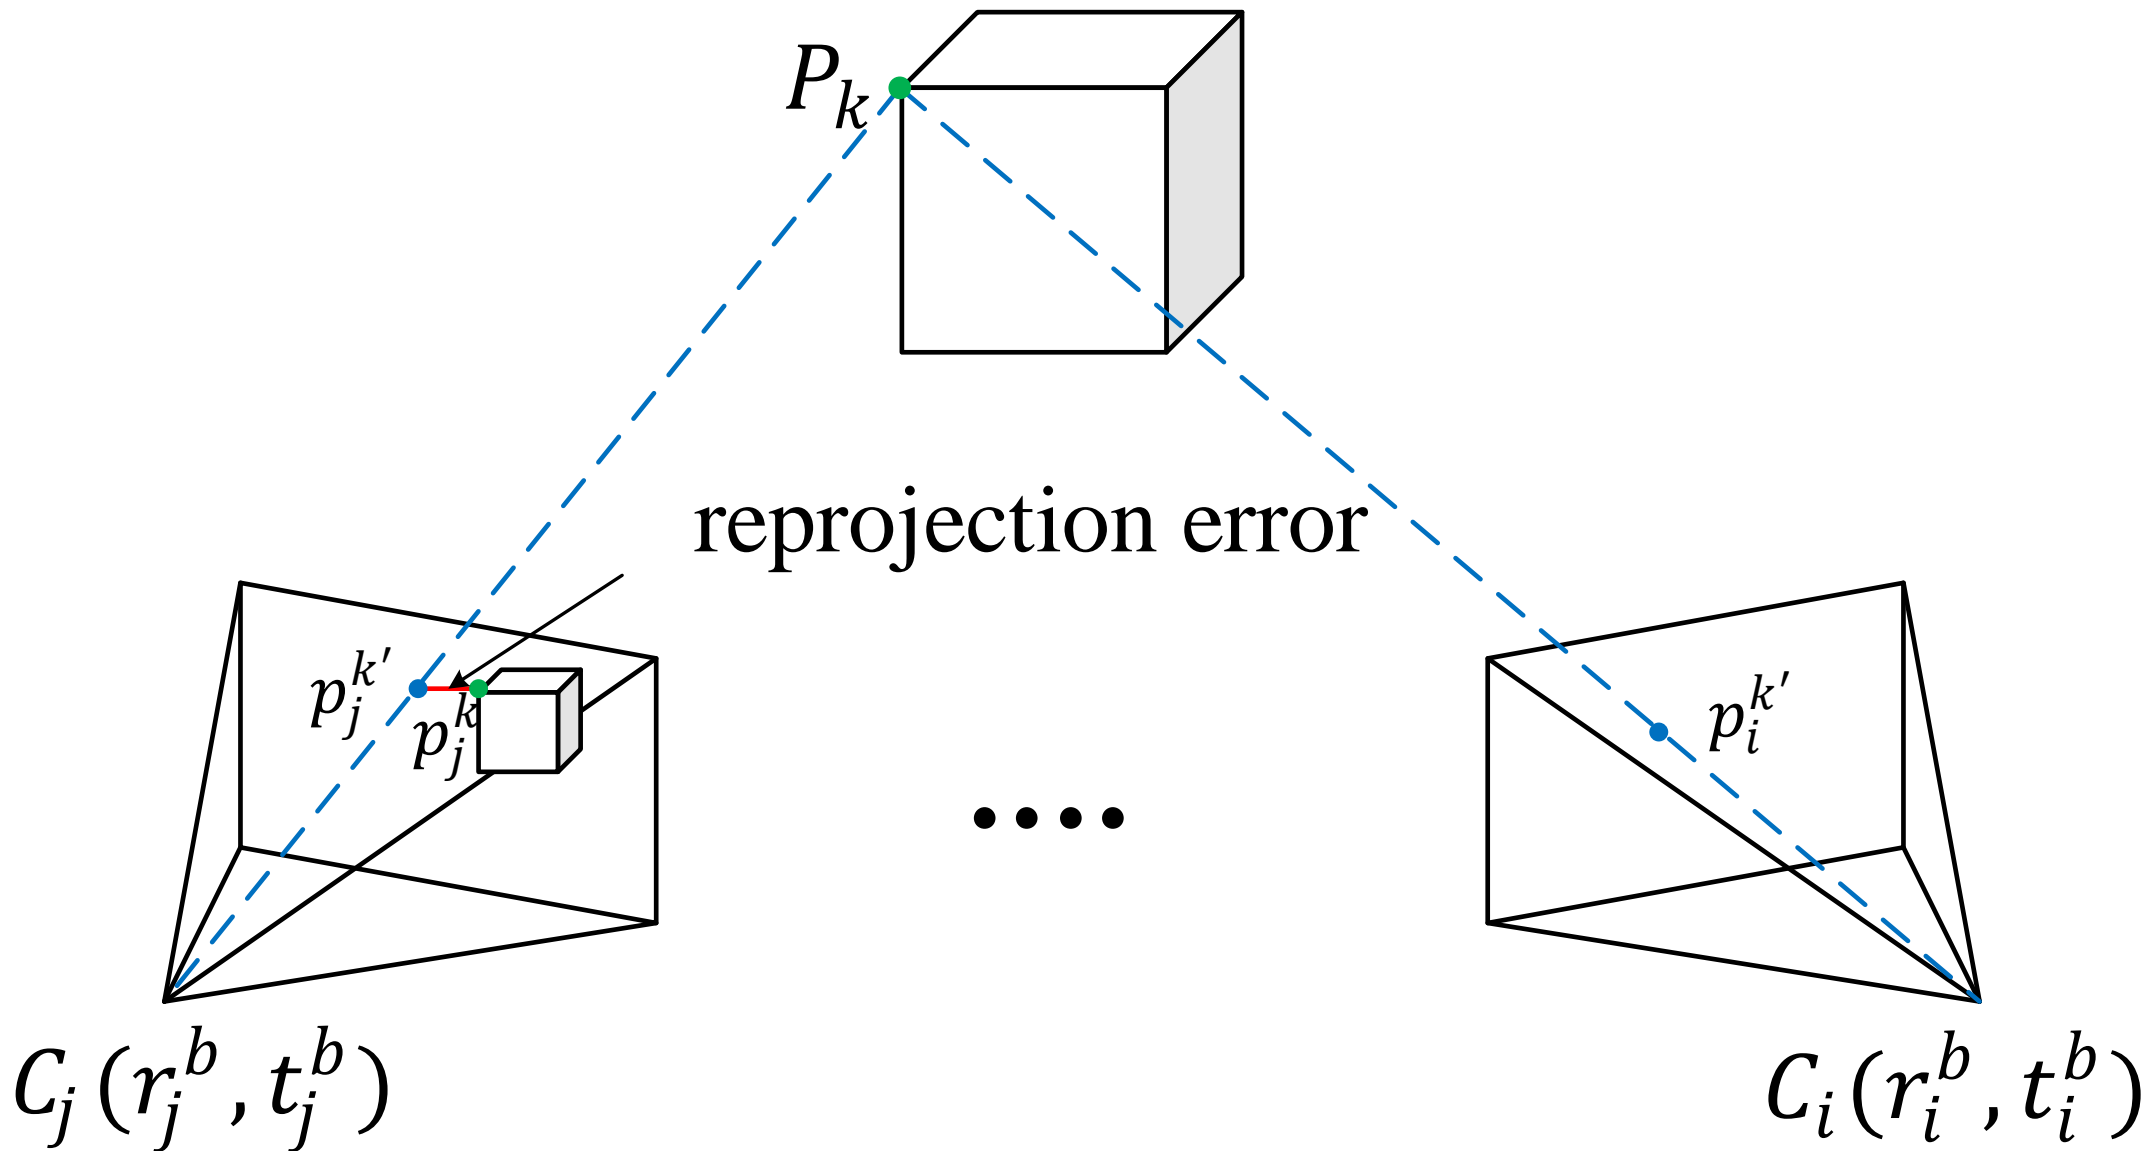 P_k
reprojection error
p_j^{k'}
p_j^k
p_i^{k'}
C_j(r_j^b, t_j^b)
C_i(r_i^b, t_i^b)